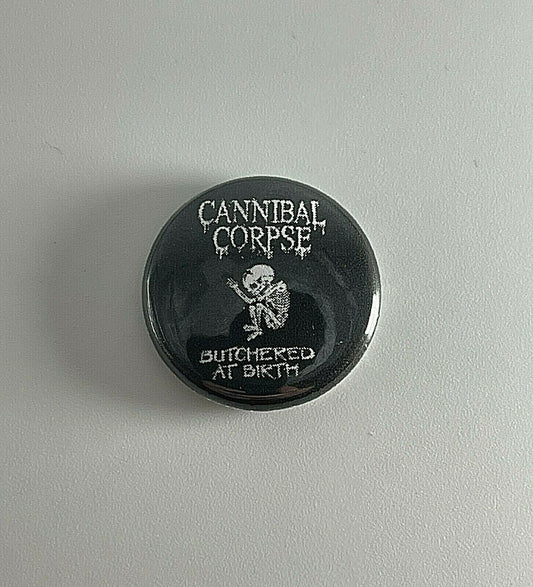 CANNIBAL
CORPSE
BUTCHERED
AT BIRTH